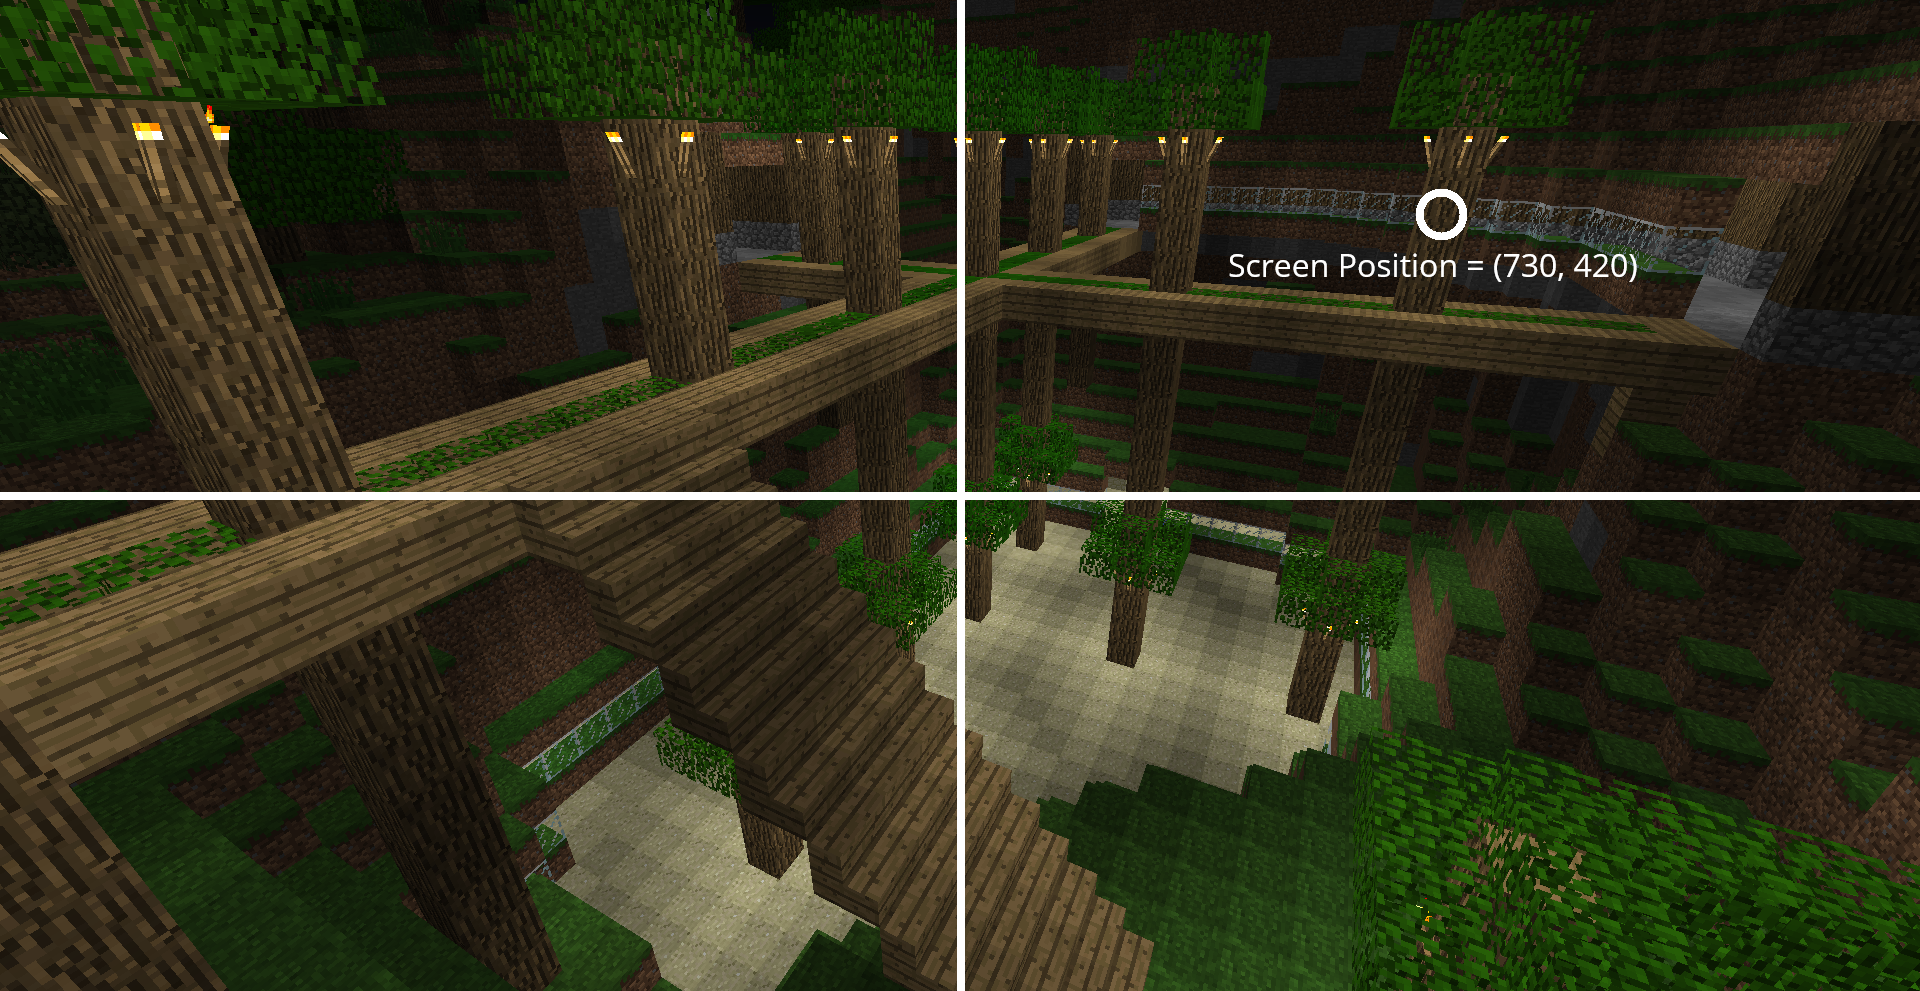 Screen Position = (730, 420)